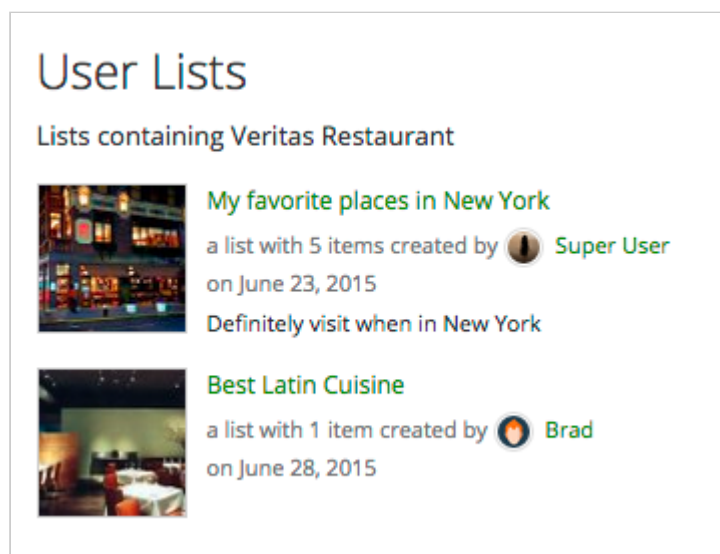 User Lists
Lists containing Veritas Restaurant
My favorite places in New York
a list with 5 items created by Super User
on June 23, 2015
Definitely visit when in New York
Best Latin Cuisine
a list with 1 item created by Brad
on June 28, 2015